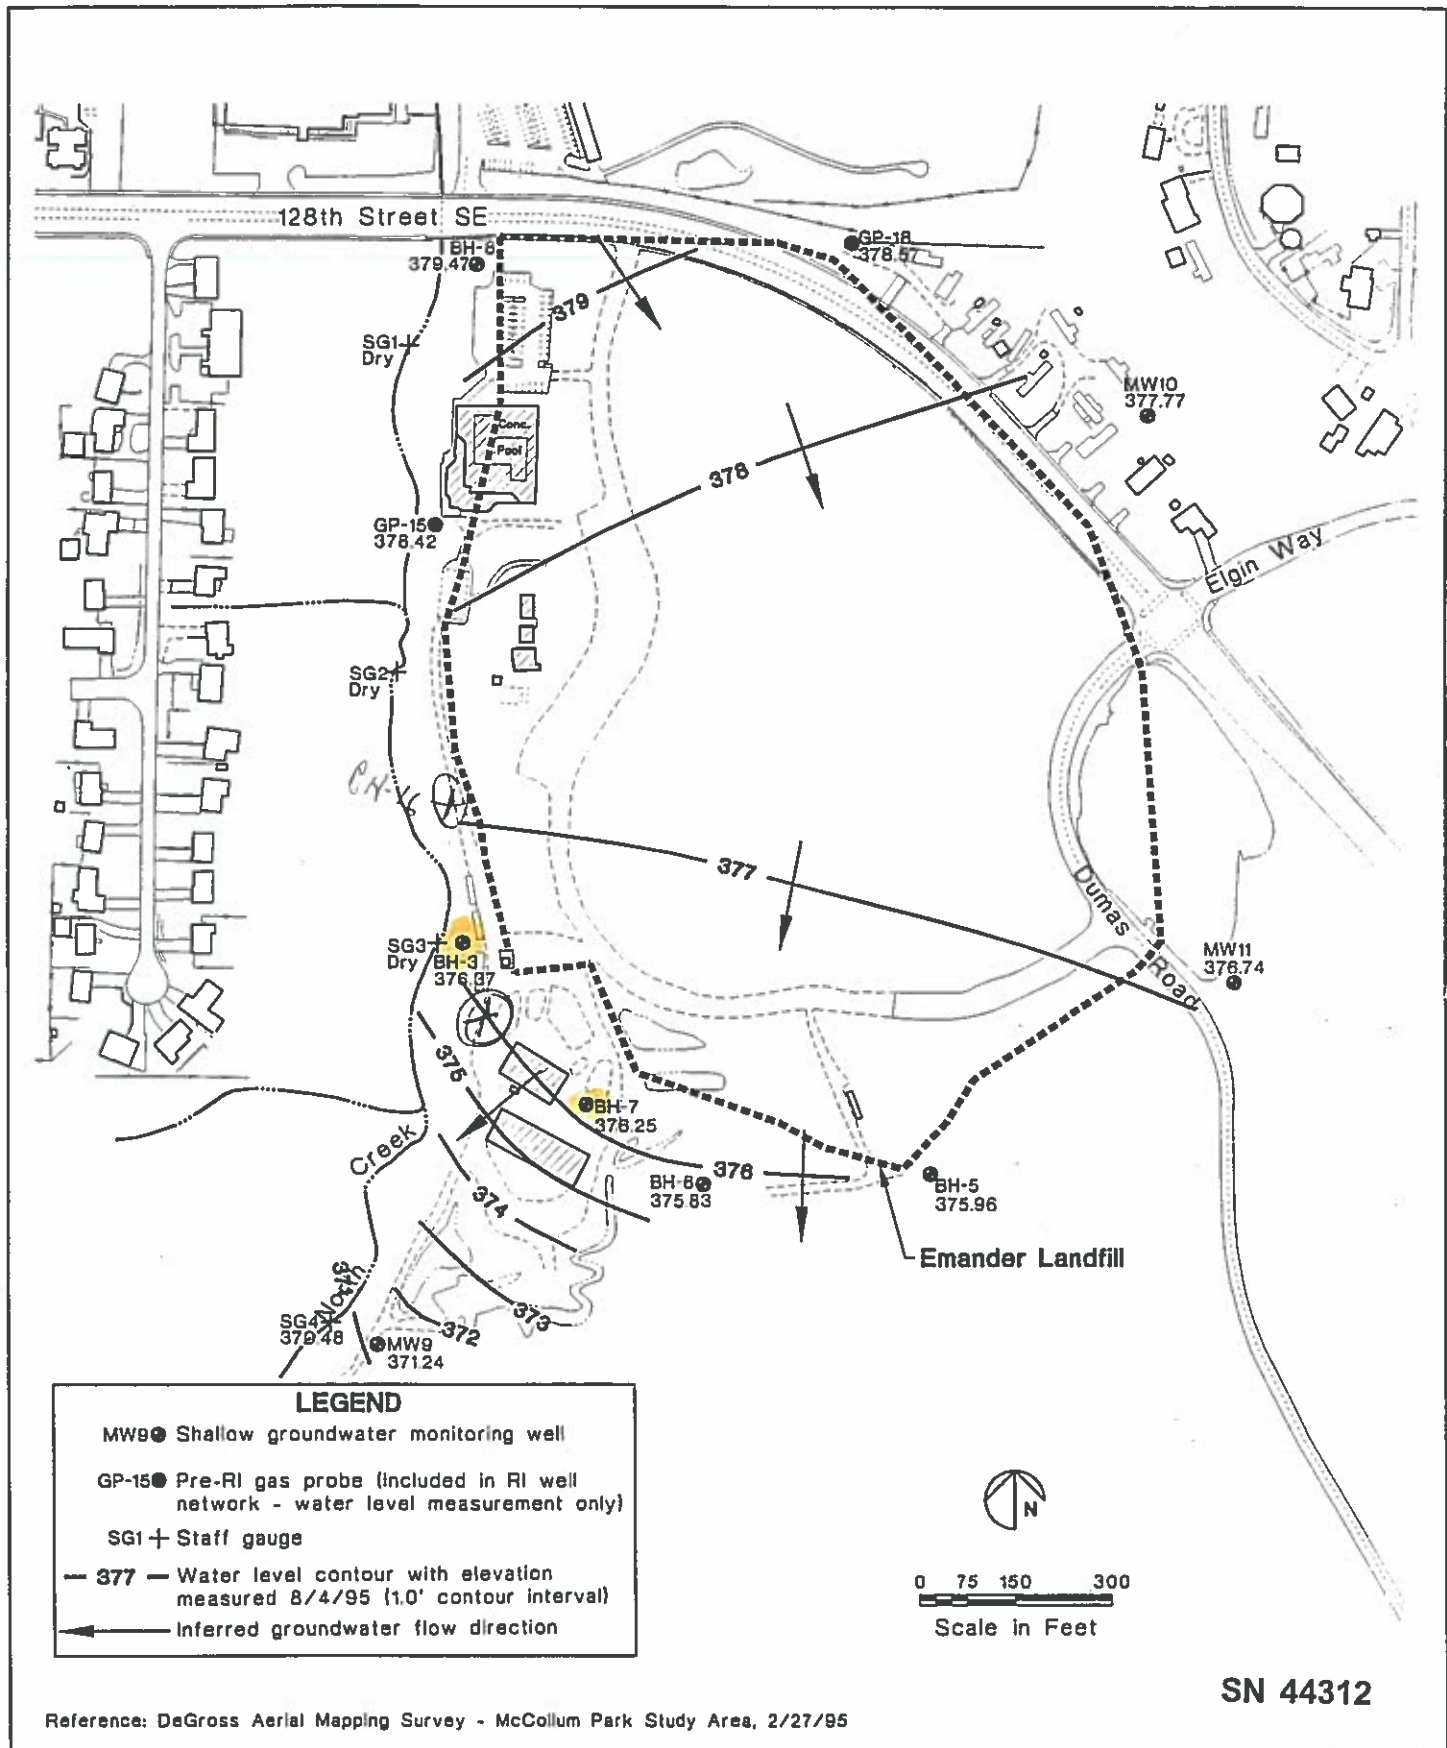 128th Street SE
BH-8
379.47
GP-18
378.57
379
SG1
Dry
MW10
377.77
Conc.
Pool
378
GP-15
378.42
Elgin Way
SG2
Dry
377
Dumas Road
SG3
Dry
BH-3
376.37
MW11
376.74
375
BH-7
376.25
Creek
376
BH-6
375.83
BH-5
375.96
374
Emander Landfill
North
373
SG4
372
MW9
371.24
LEGEND
MW9 Shallow groundwater monitoring well
GP-15 Pre-RI gas probe (included in RI well
network - water level measurement only)
SG1 Staff gauge
377 Water level contour with elevation
measured 8/4/95 (1.0' contour interval)
Inferred groundwater flow direction
N
0 75 150 300
Scale in Feet
SN 44312
Reference: DeGross Aerial Mapping Survey - McCollum Park Study Area, 2/27/95